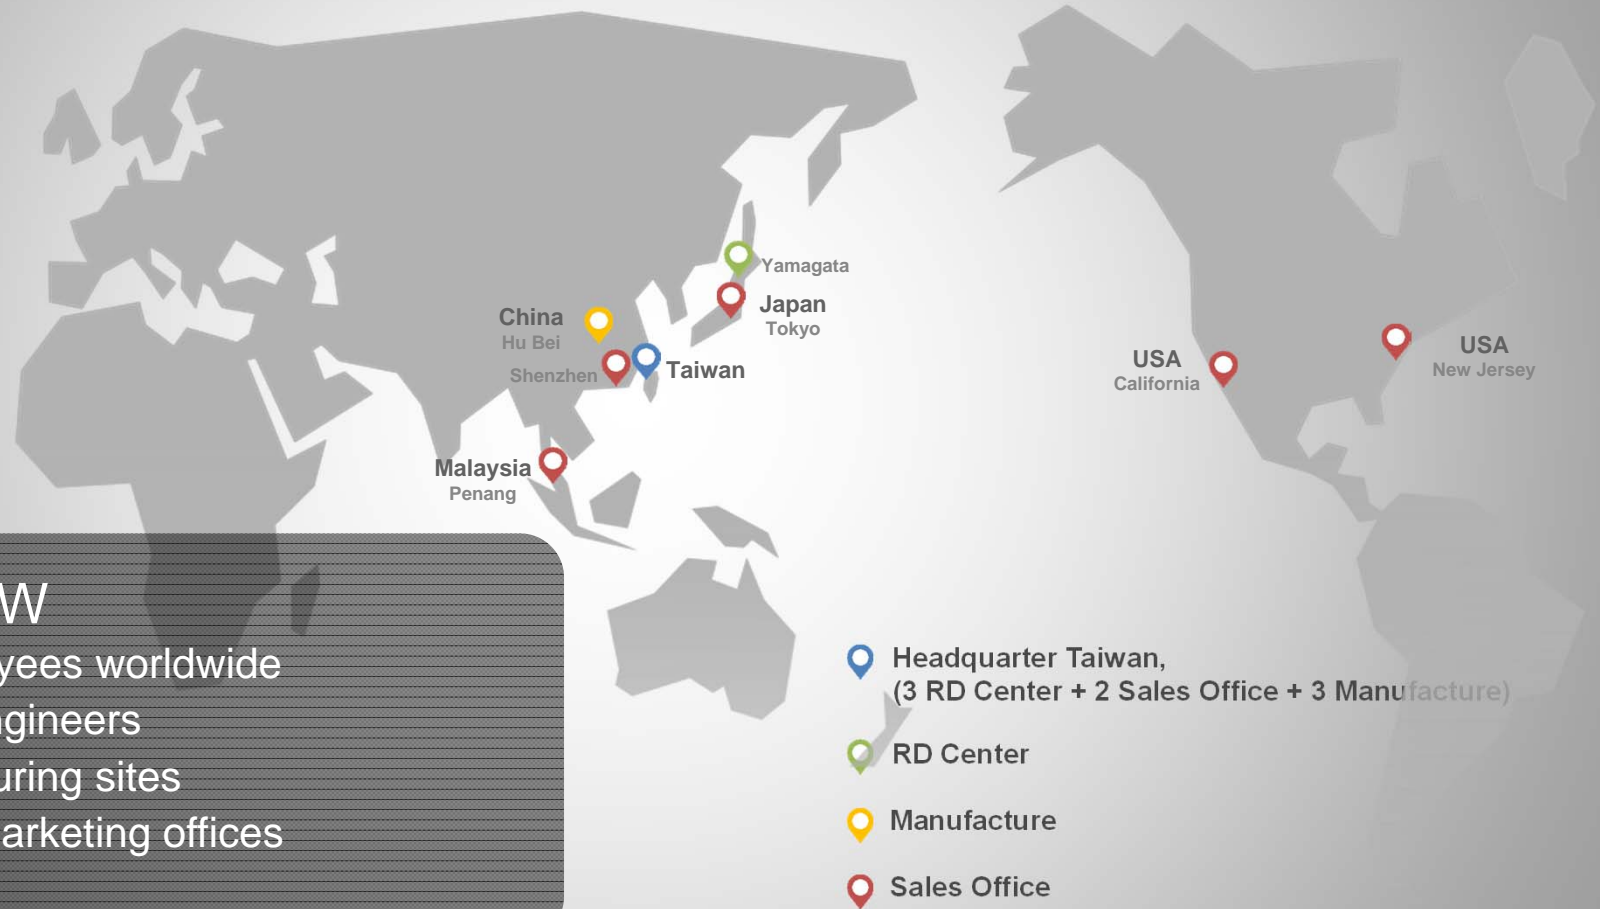 Yamagata
Japan
Tokyo
China
Hu Bei
Shenzhen
Taiwan
USA
California
USA
New Jersey
Malaysia
Penang
W
yees worldwide
gineers
uring sites
arketing offices
Headquarter Taiwan,
(3 RD Center + 2 Sales Office + 3 Manufacture)
RD Center
Manufacture
Sales Office